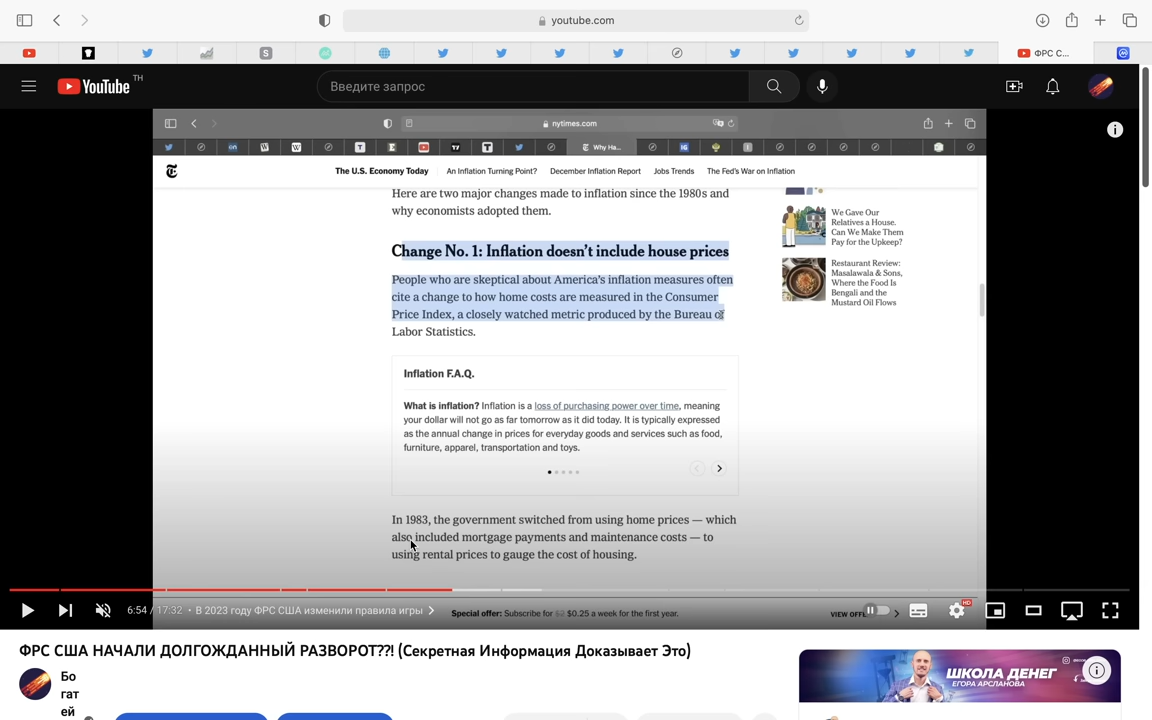 youtube.com
ФРС С...
YouTube TH
Введите запрос
nytimes.com
Why Ha...
The U.S. Economy Today
An Inflation Turning Point?
December Inflation Report
Jobs Trends
The Fed's War on Inflation
Here are two major changes made to inflation since the 1980s and
why economists adopted them.
Change No. 1: Inflation doesn't include house prices
People who are skeptical about America's inflation measures often
cite a change to how home costs are measured in the Consumer
Price Index, a closely watched metric produced by the Bureau of
Labor Statistics.
Inflation F.A.Q.
What is inflation? Inflation is a loss of purchasing power over time, meaning
your dollar will not go as far tomorrow as it did today. It is typically expressed
as the annual change in prices for everyday goods and services such as food,
furniture, apparel, transportation and toys.
In 1983, the government switched from using home prices — which
also included mortgage payments and maintenance costs — to
using rental prices to gauge the cost of housing.
We Gave Our
Relatives a House.
Can We Make Them
Pay for the Upkeep?
Restaurant Review:
Masalawala & Sons,
Where the Food Is
Bengali and the
Mustard Oil Flows
6:54 / 17:32 • В 2023 году ФРС США изменили правила игры
Special offer: Subscribe for $2 $0.25 a week for the first year.
VIEW OFFE
HD
ФРС США НАЧАЛИ ДОЛГОЖДАННЫЙ РАЗВОРОТ??! (Секретная Информация Доказывает Это)
Бо
гат
ей
ШКОЛА ДЕНЕГ
ЕГОРА АРСЛАНОВА